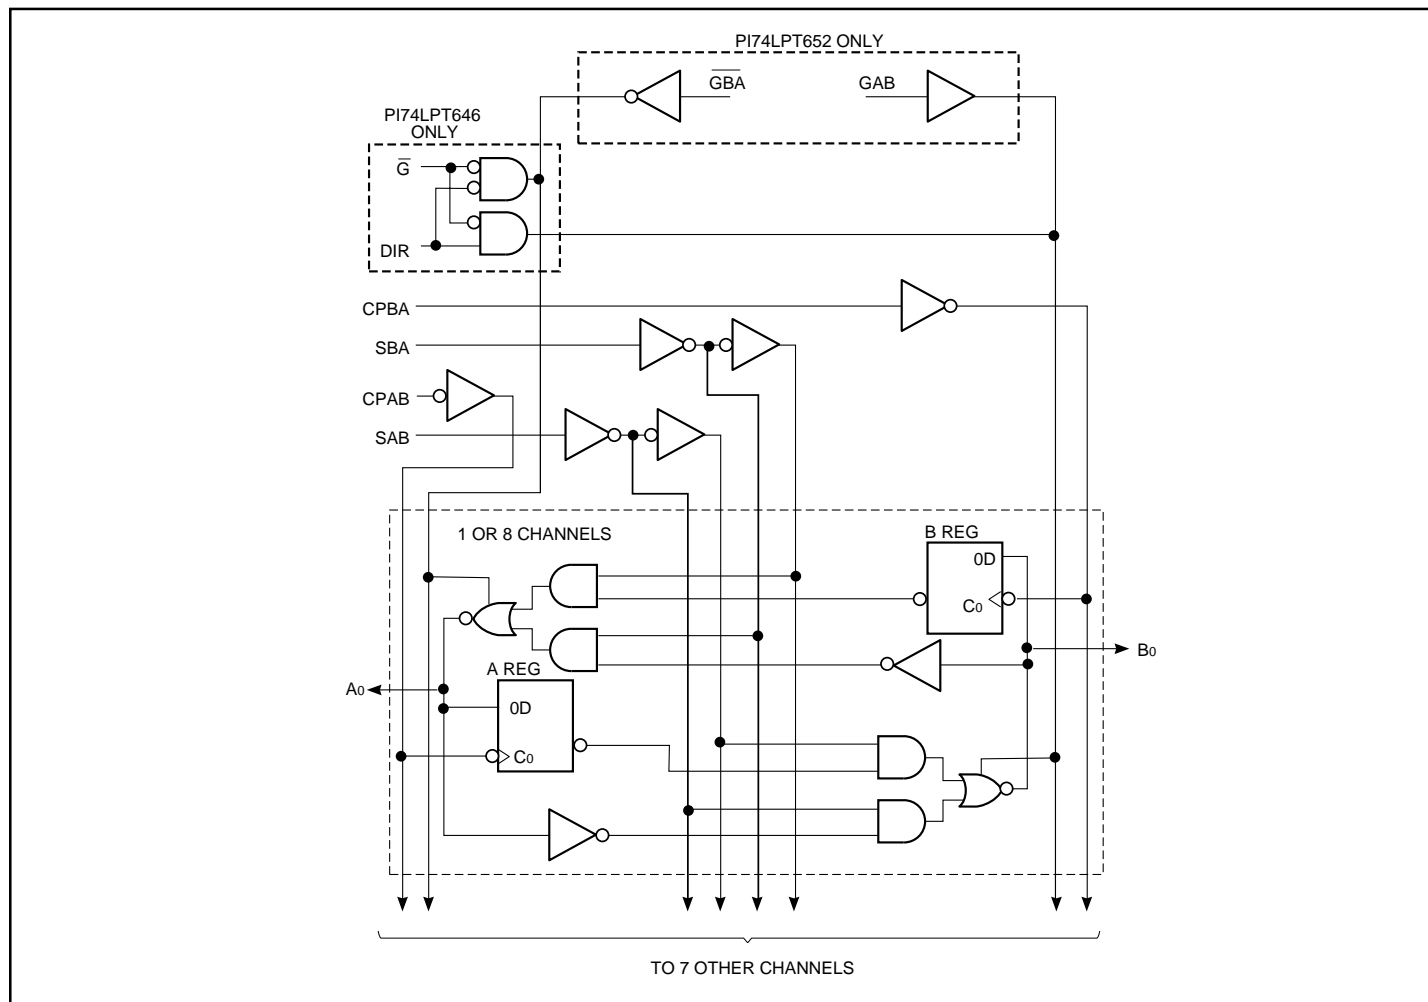 PI74LPT652 ONLY
G̅B̅A̅ GAB
PI74LPT646
ONLY
G̅
DIR
CPBA
SBA
CPAB
SAB
1 OR 8 CHANNELS
B REG
0D
C0
B0
A REG
A0
0D
C0
TO 7 OTHER CHANNELS